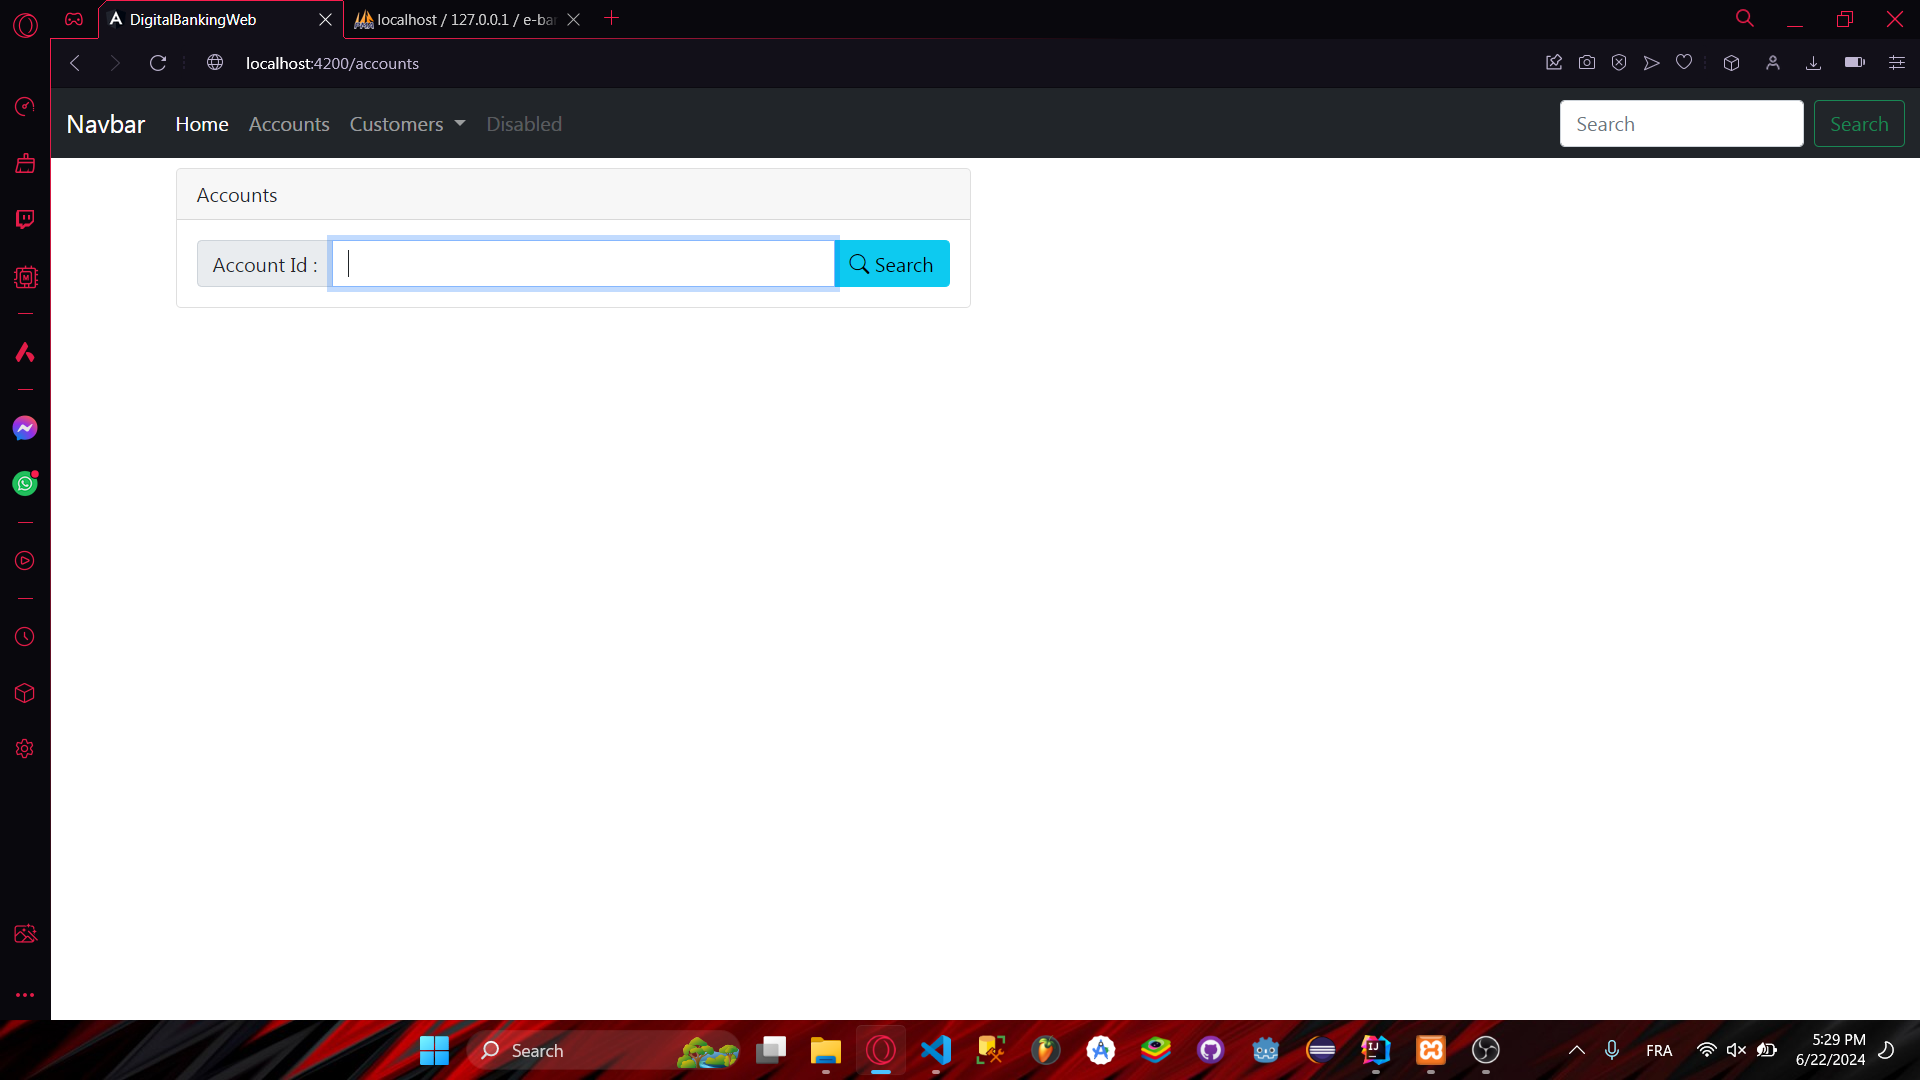 DigitalBankingWeb
localhost / 127.0.0.1 / e-ba
localhost:4200/accounts
Navbar Home Accounts Customers Disabled Search Search
Accounts
Account Id : Search
Search
FRA
5:29 PM
6/22/2024